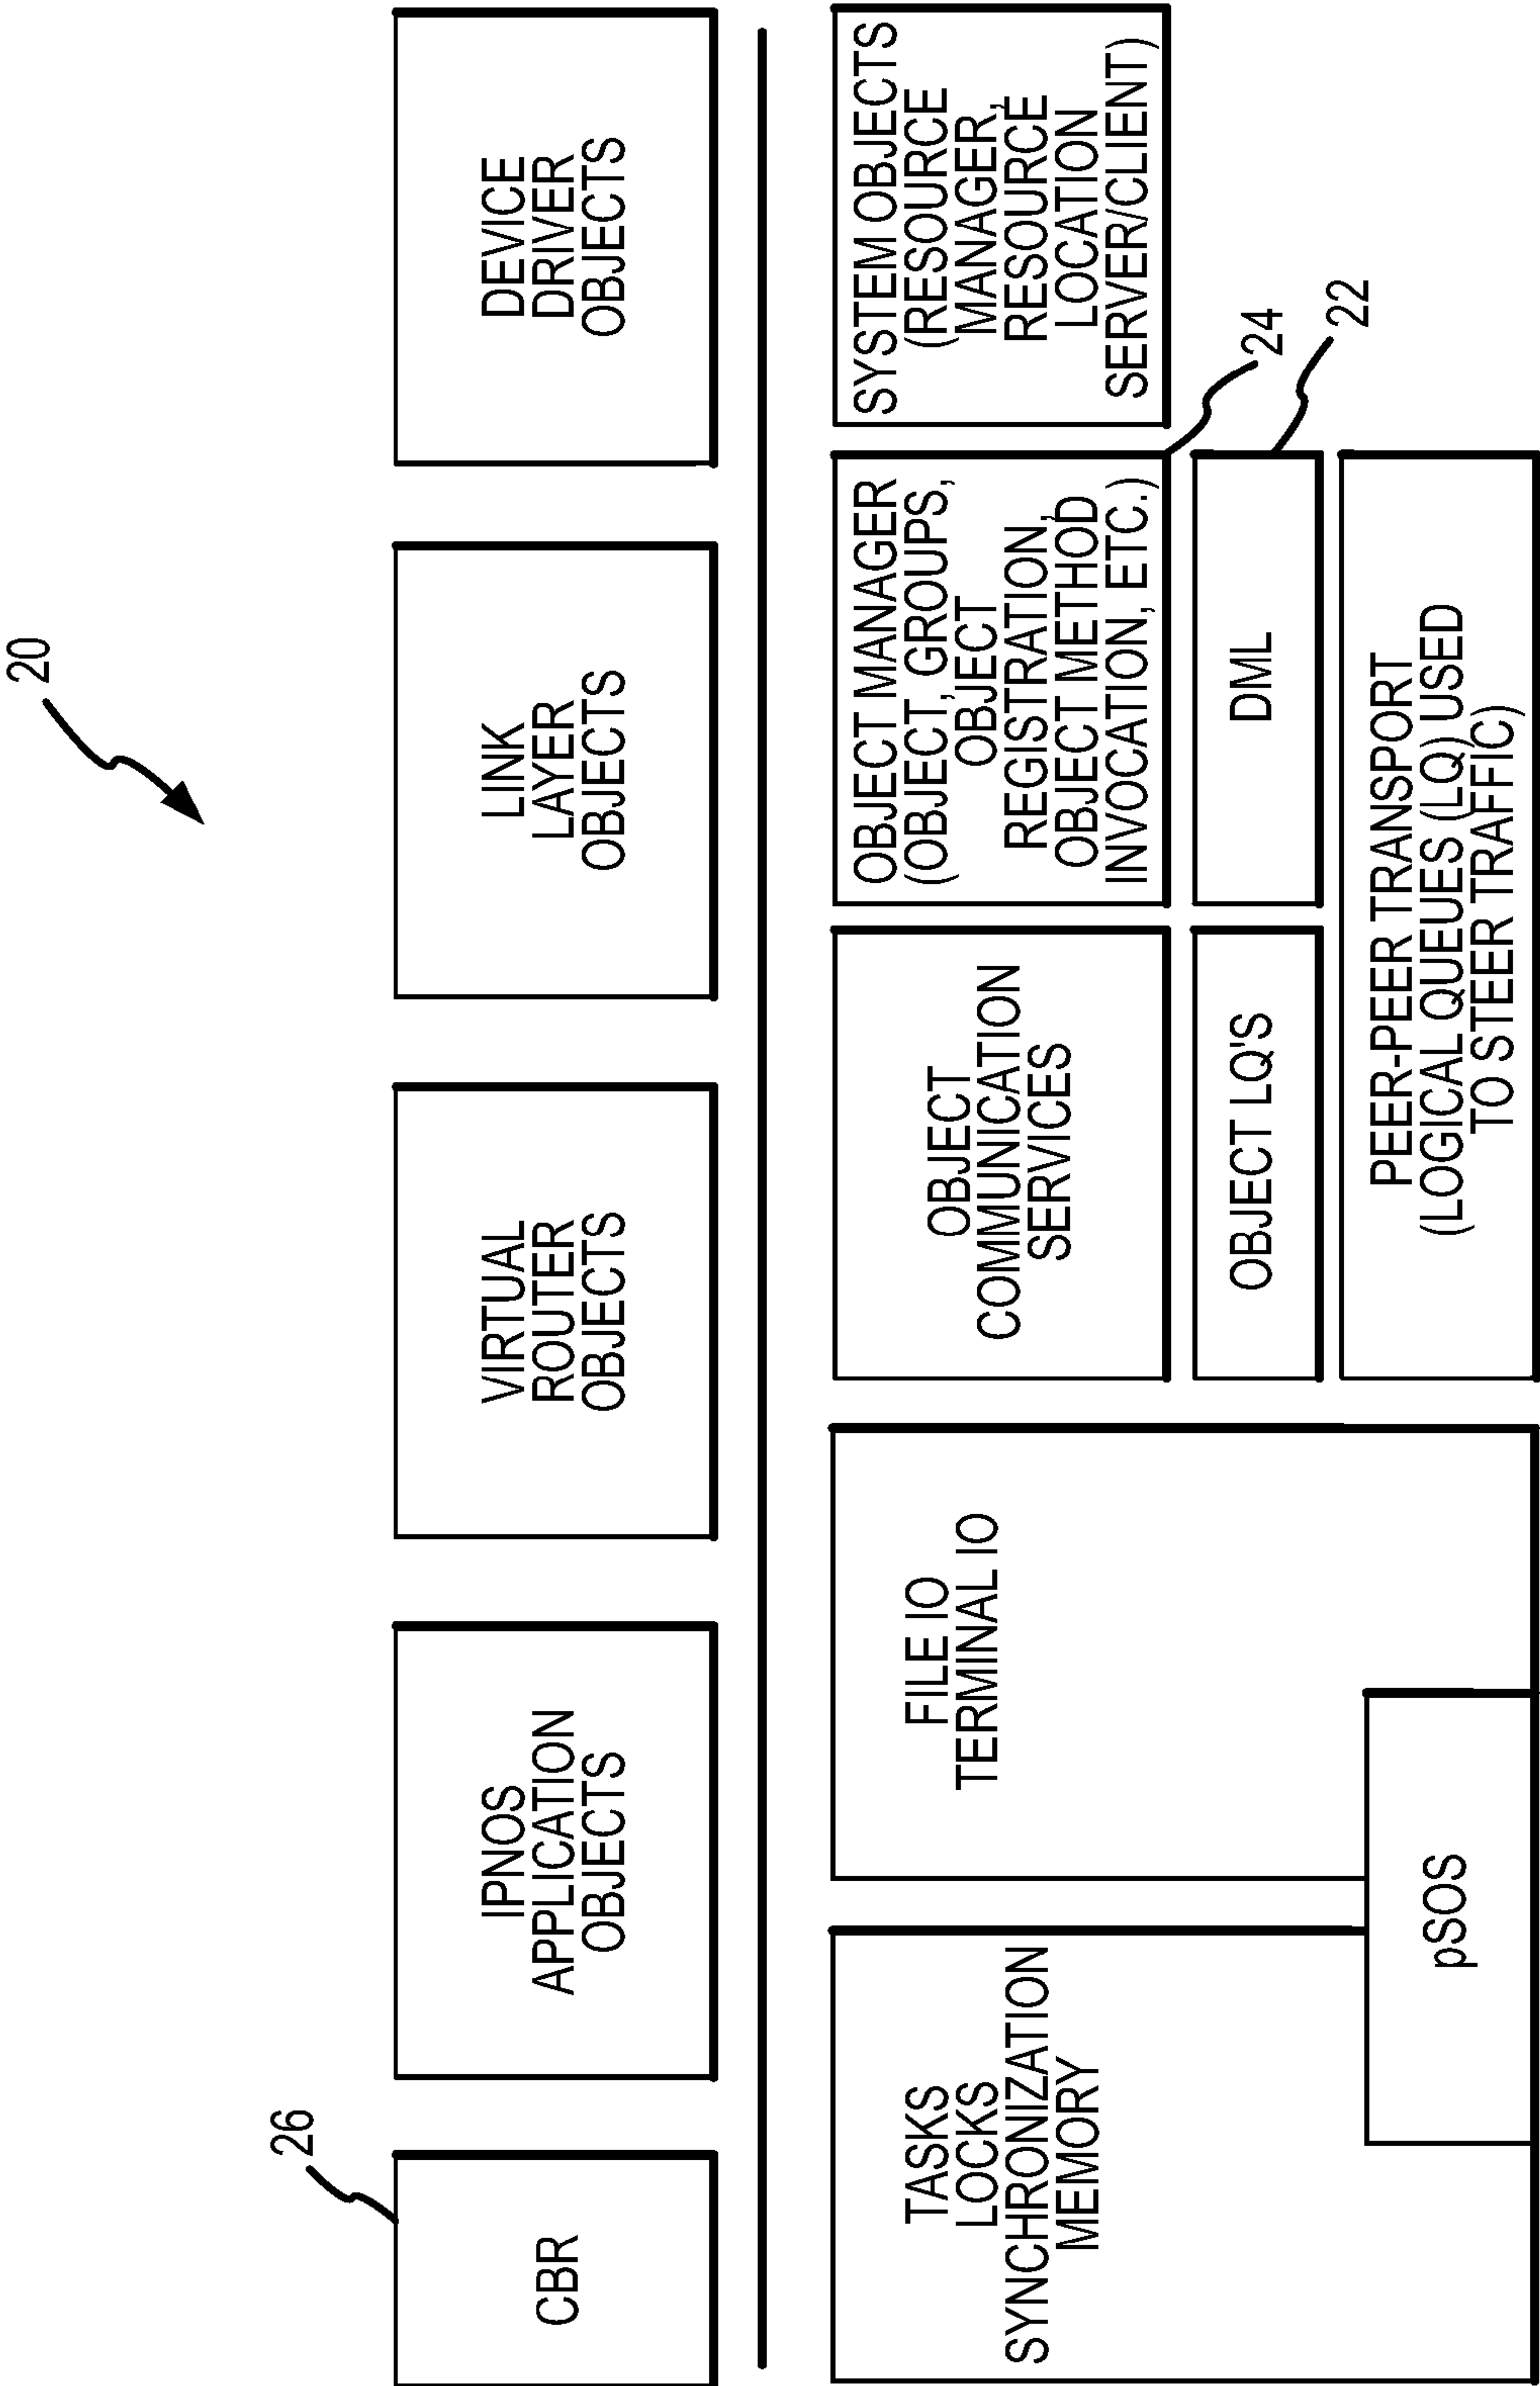 20
26
CBR
IPNOS
APPLICATION
OBJECTS
VIRTUAL
ROUTER
OBJECTS
LINK
LAYER
OBJECTS
DEVICE
DRIVER
OBJECTS
TASKS
LOCKS
SYNCHRONIZATION
MEMORY
FILE IO
TERMINAL IO
pSOS
OBJECT
COMMUNICATION
SERVICES
OBJECT MANAGER
(OBJECT, GROUPS,
OBJECT
REGISTRATION,
OBJECT METHOD
INVOCATION, ETC.)
SYSTEM OBJECTS
(RESOURCE
MANAGER,
RESOURCE
LOCATION
SERVER/CLIENT)
24
OBJECT LQ'S
DML
22
PEER-PEER TRANSPORT
(LOGICAL QUEUES (LQ) USED
TO STEER TRAFFIC)